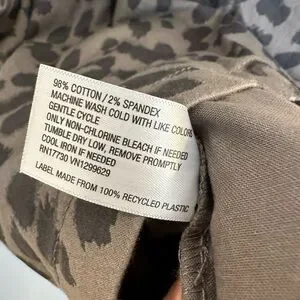 98% COTTON / 2% SPANDEX
MACHINE WASH COLD WITH LIKE COLORS
GENTLE CYCLE
ONLY NON-CHLORINE BLEACH IF NEEDED
TUMBLE DRY LOW, REMOVE PROMPTLY
COOL IRON IF NEEDED
RN17730 VN1299629
LABEL MADE FROM 100% RECYCLED PLASTIC